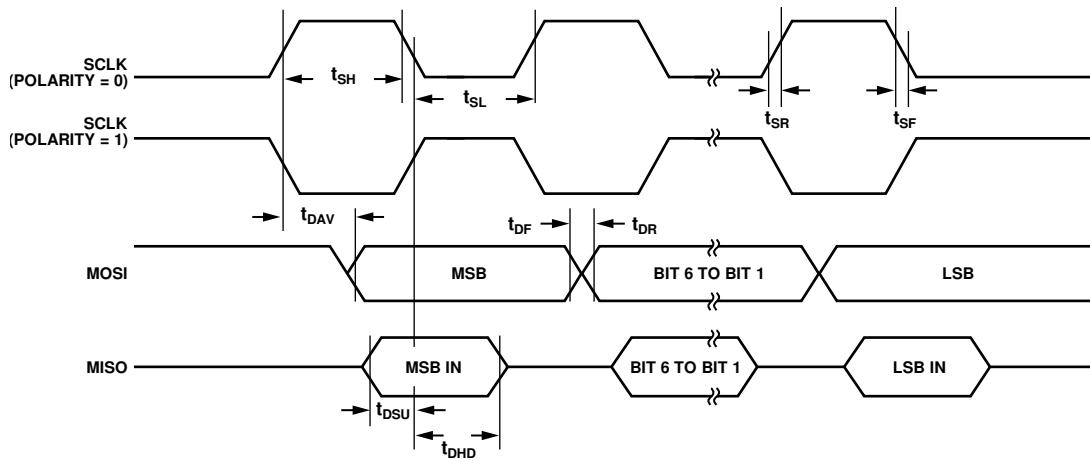 SCLK
(POLARITY = 0)
tSH
tSL
tSR
tSF
SCLK
(POLARITY = 1)
tDAV
tDF
tDR
MOSI
MSB
BIT 6 TO BIT 1
LSB
MISO
MSB IN
BIT 6 TO BIT 1
LSB IN
tDSU
tDHD